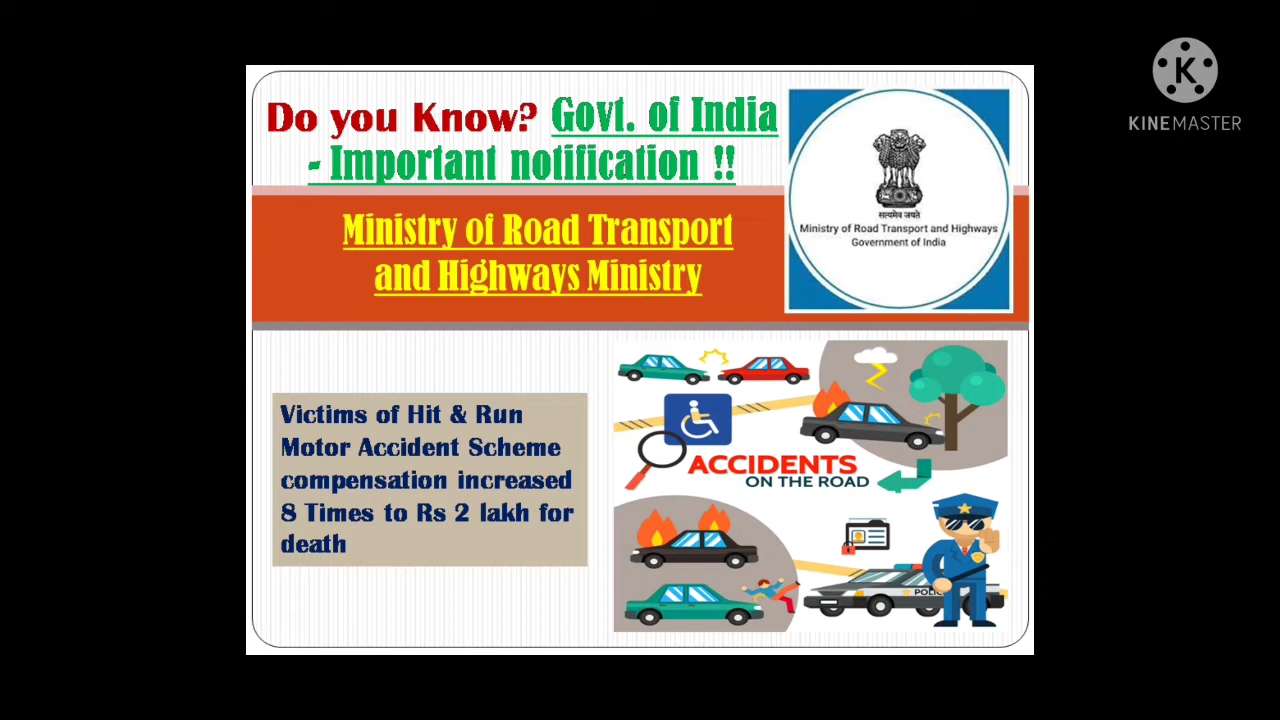 Do you Know? Govt. of India
- Important notification !!
Ministry of Road Transport
and Highways Ministry
सत्यमेव जयते
Ministry of Road Transport and Highways
Government of India
KINEMASTER
Victims of Hit & Run
Motor Accident Scheme
compensation increased
8 Times to Rs 2 lakh for
death
ACCIDENTS
ON THE ROAD